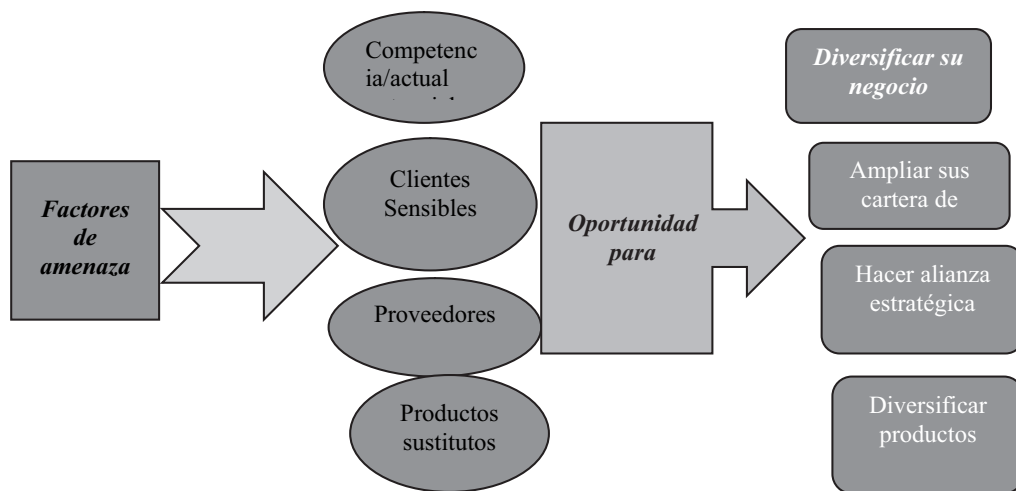 Factores
de
amenaza
Competenc
ia/actual
Clientes
Sensibles
Proveedores
Productos
sustitutos
Oportunidad
para
Diversificar su
negocio
Ampliar sus
cartera de
Hacer alianza
estratégica
Diversificar
productos